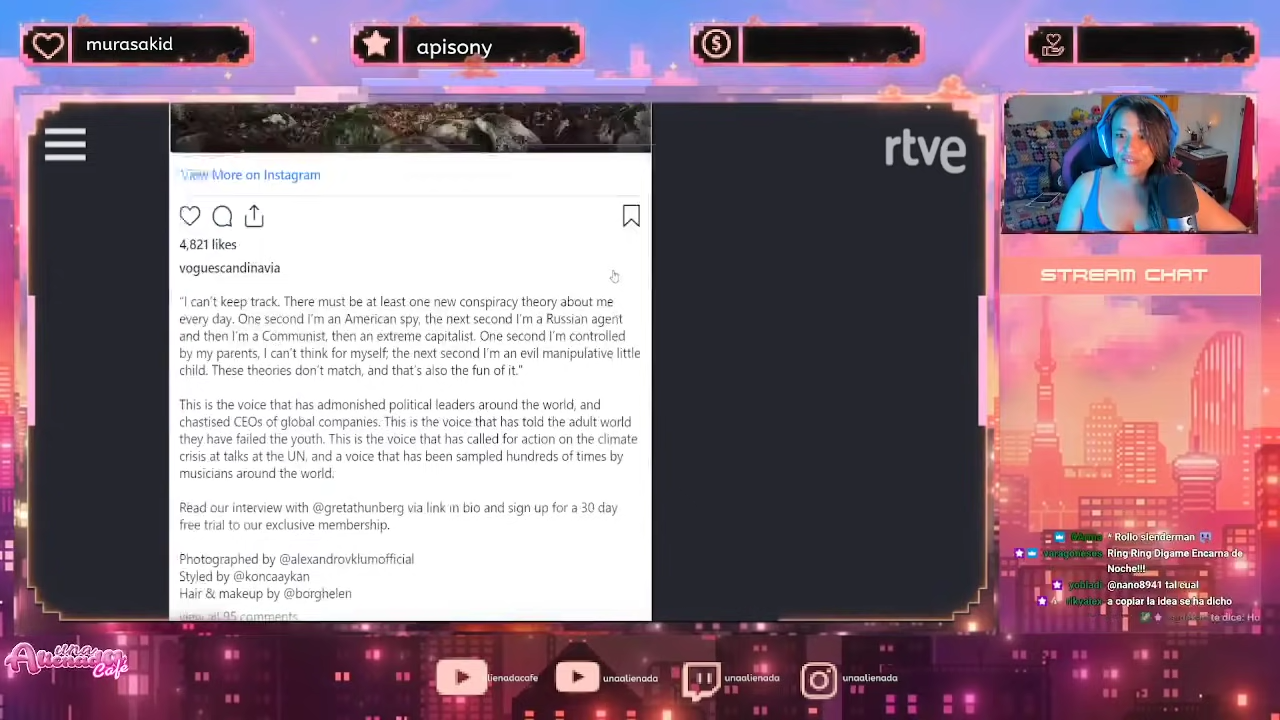 murasakid
apisony
rtve
View More on Instagram
4,821 likes
voguescandinavia
"I can't keep track. There must be at least one new conspiracy theory about me
every day. One second I'm an American spy, the next second I'm a Russian agent
and then I'm a Communist, then an extreme capitalist. One second I'm controlled
by my parents, I can't think for myself; the next second I'm an evil manipulative little
child. These theories don't match, and that's also the fun of it."
This is the voice that has admonished political leaders around the world, and
chastised CEOs of global companies. This is the voice that has told the adult world
they have failed the youth. This is the voice that has called for action on the climate
crisis at talks at the UN, and a voice that has been sampled hundreds of times by
musicians around the world.
Read our interview with @gretathunberg via link in bio and sign up for a 30 day
free trial to our exclusive membership.
Photographed by @alexandrovklumofficial
Styled by @koncaaykan
Hair & makeup by @borghelen
view all 95 comments
STREAM CHAT
* Rollo slenderman
Ring Ring Digame Encarna de
Noche!!!
@nano8941 tal cual
a copiar la idea se ha dicho
te dice: Ho
Alienada Café
lienadacafe
unaalienada
unaalienada
unaalienada